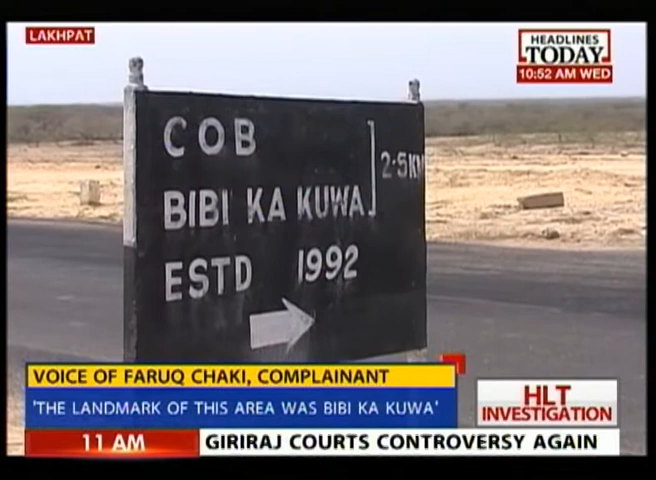 LAKHPAT
HEADLINES
TODAY
10:52 AM WED
COB
BIBI KA KUWA
2·5KM
ESTD 1992
VOICE OF FARUQ CHAKI, COMPLAINANT
'THE LANDMARK OF THIS AREA WAS BIBI KA KUWA'
HLT
INVESTIGATION
11 AM
GIRIRAJ COURTS CONTROVERSY AGAIN